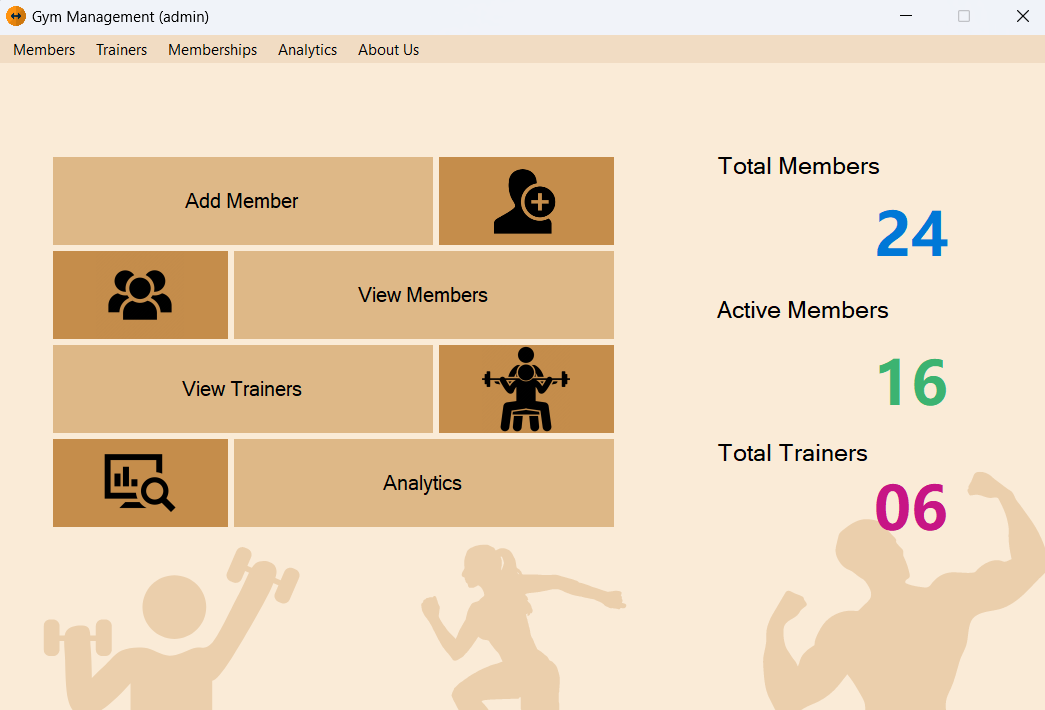 Gym Management (admin)
Members Trainers Memberships Analytics About Us
Add Member
View Members
View Trainers
Analytics
Total Members
24
Active Members
16
Total Trainers
06